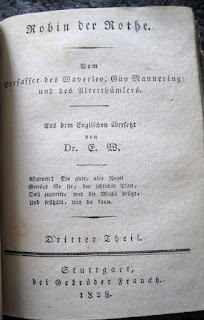 Robin der Rothe.
Vom
Verfasser des Waverley, Guy Mannering
und des Alterthümlers.
Aus dem Englischen übersetzt
von
Dr. E. W.
Warum? Die gute, alte Regel
Genügt für sie, der schlichte Plan,
Daß zugreife, wer die Macht besitzt,
Und festhält, wer da kann.
Dritter Theil.
Stuttgart,
bei Gebrüder Franckh.
1828.